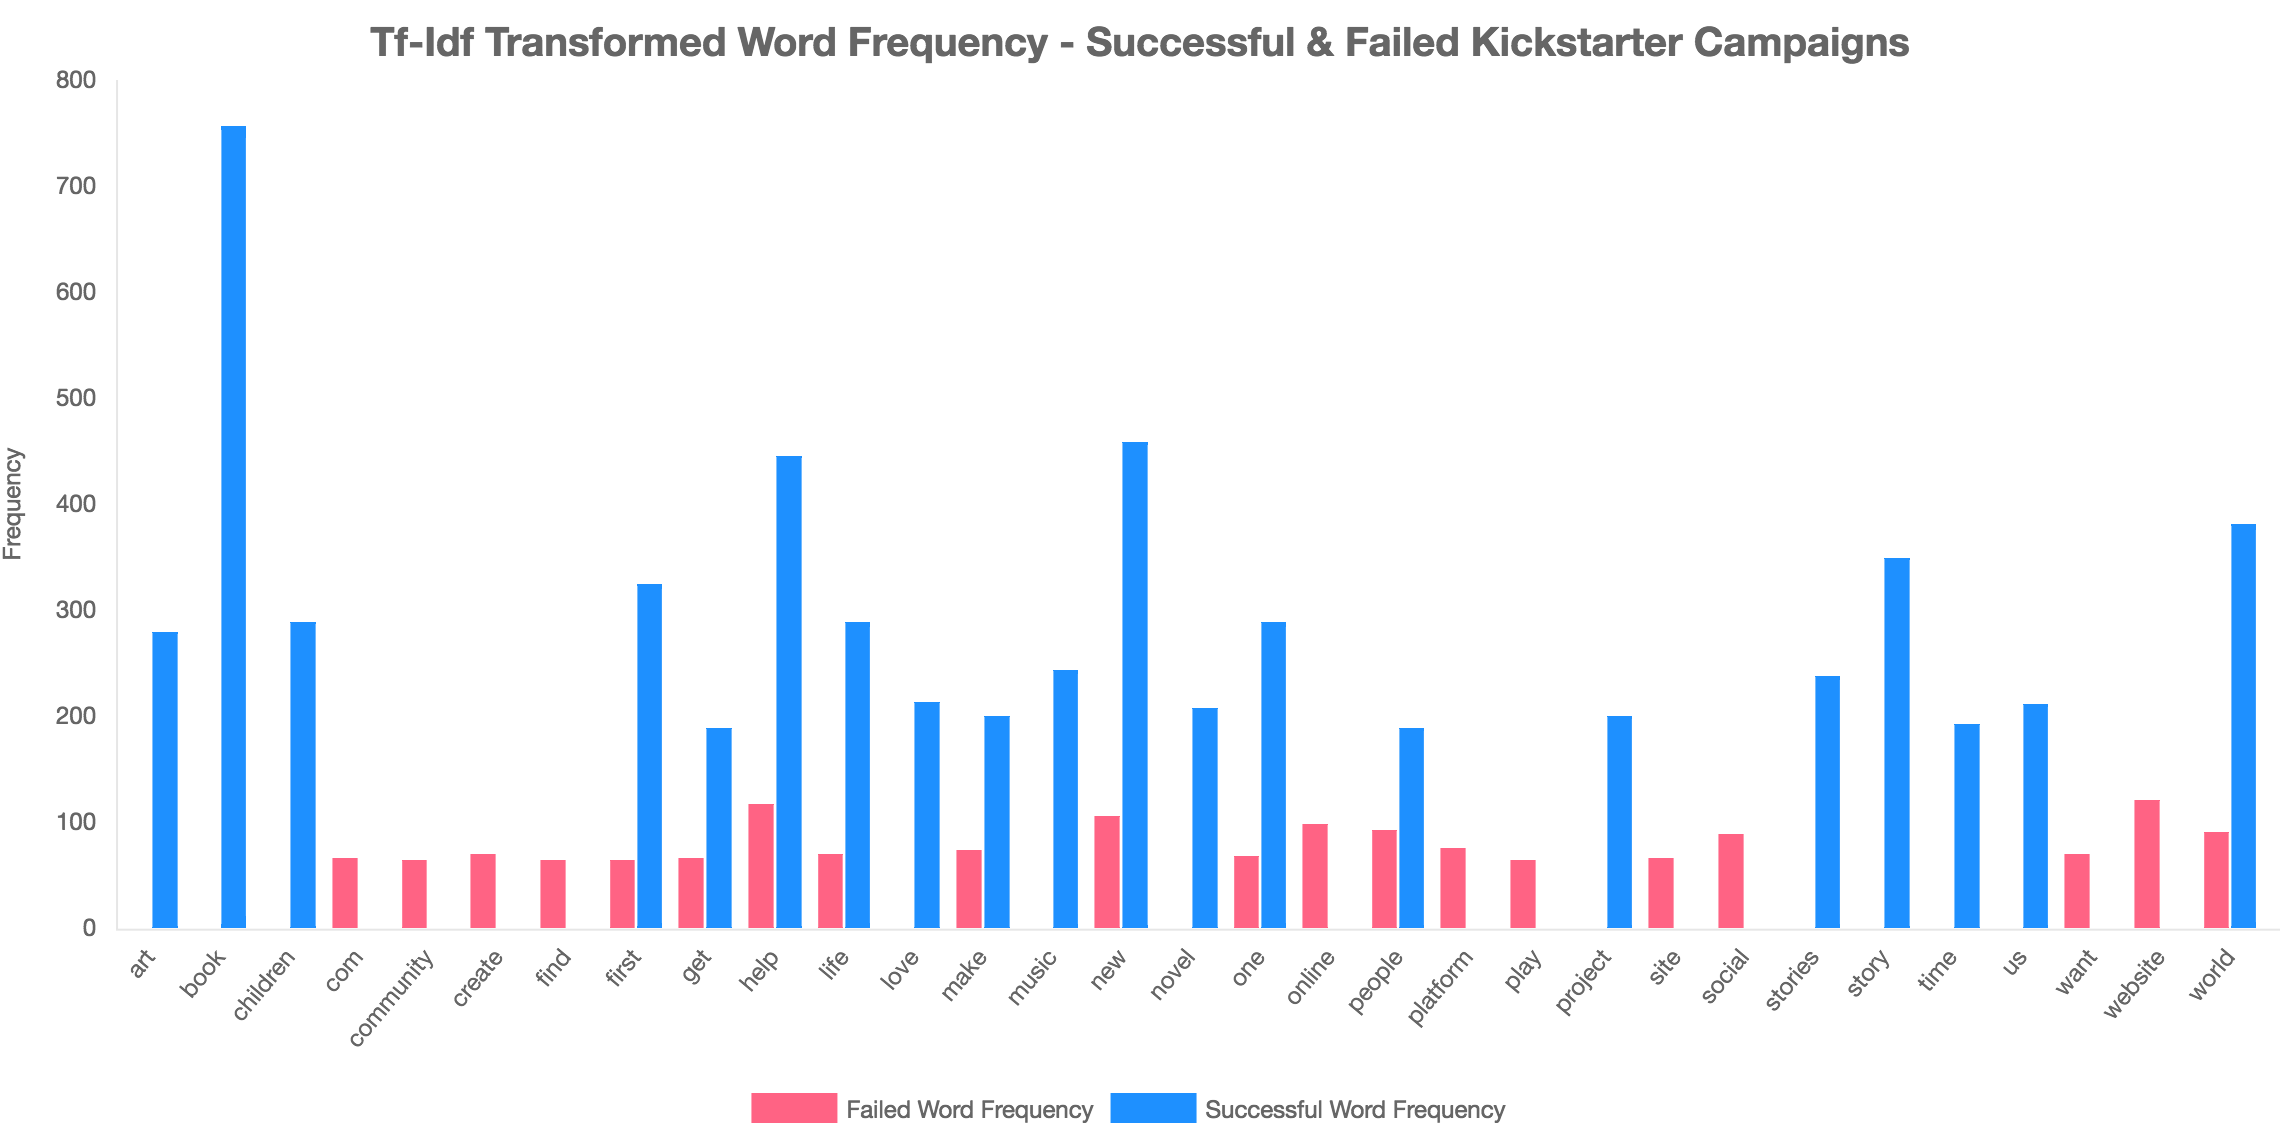 Tf-Idf Transformed Word Frequency - Successful & Failed Kickstarter Campaigns
800
700
600
500
400
300
200
100
0
Frequency
art
book
children
com
community
create
find
first
get
help
life
love
make
music
new
novel
one
online
people
platform
play
project
site
social
stories
story
time
us
want
website
world
Failed Word Frequency
Successful Word Frequency